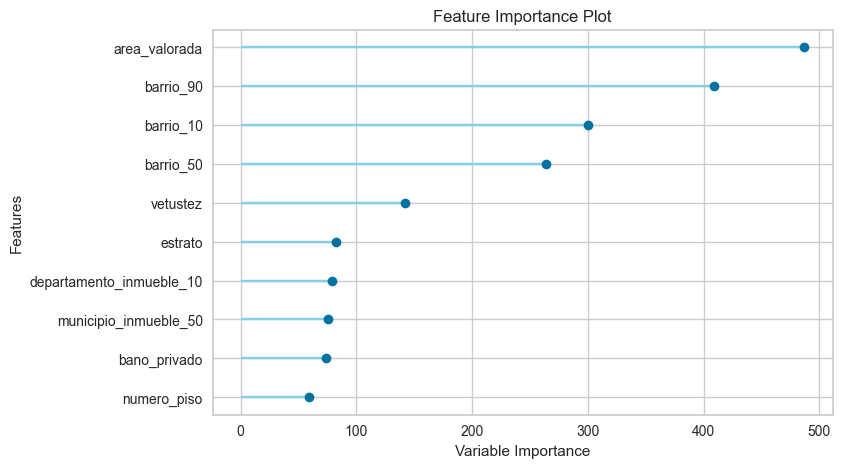 Feature Importance Plot
area_valorada
barrio_90
barrio_10
barrio_50
vetustez
estrato
departamento_inmueble_10
municipio_inmueble_50
bano_privado
numero_piso
Features
0 100 200 300 400 500
Variable Importance